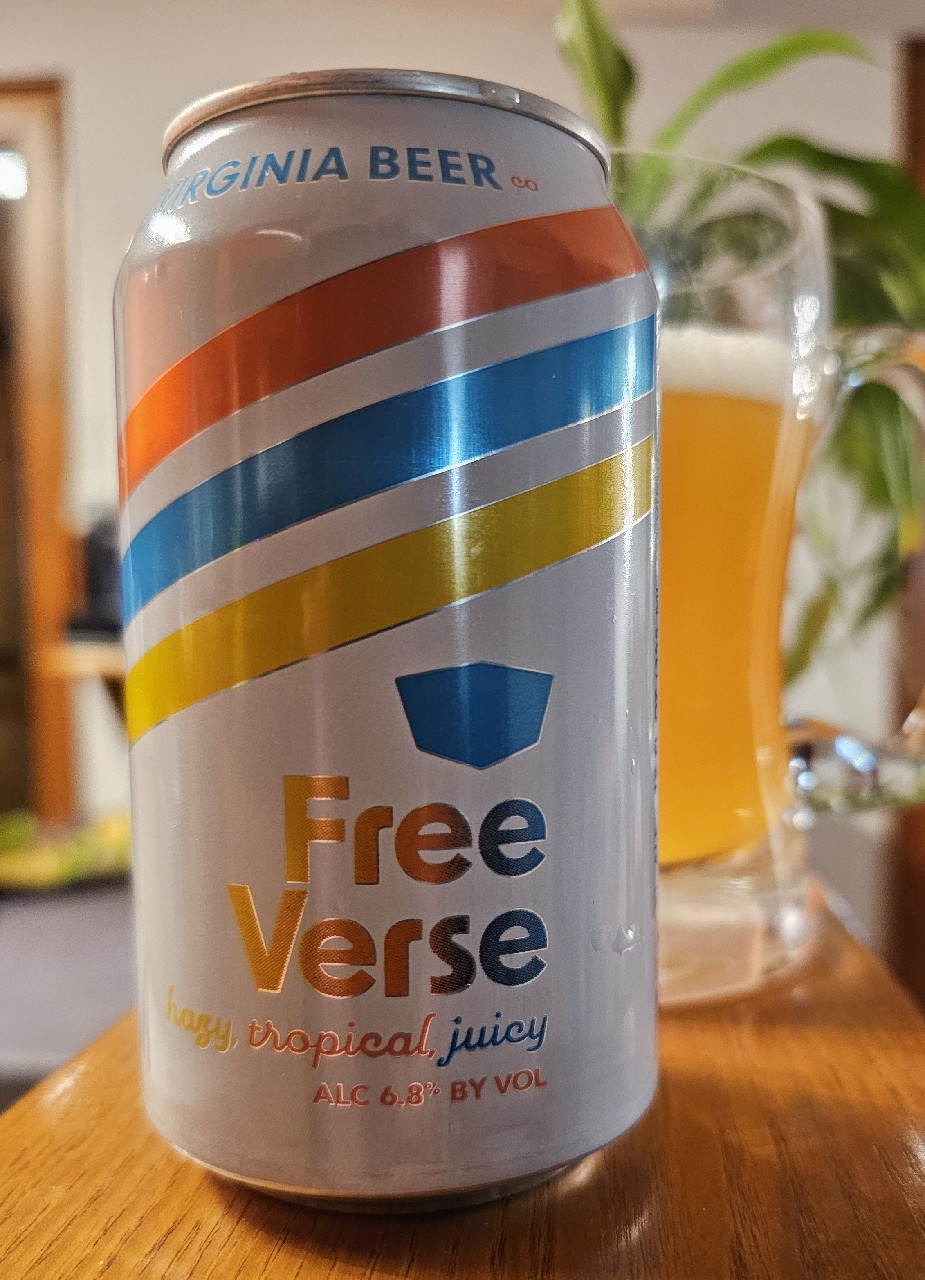 VIRGINIA BEER CO
Free
Verse
hazy, tropical, juicy
ALC 6.8% BY VOL